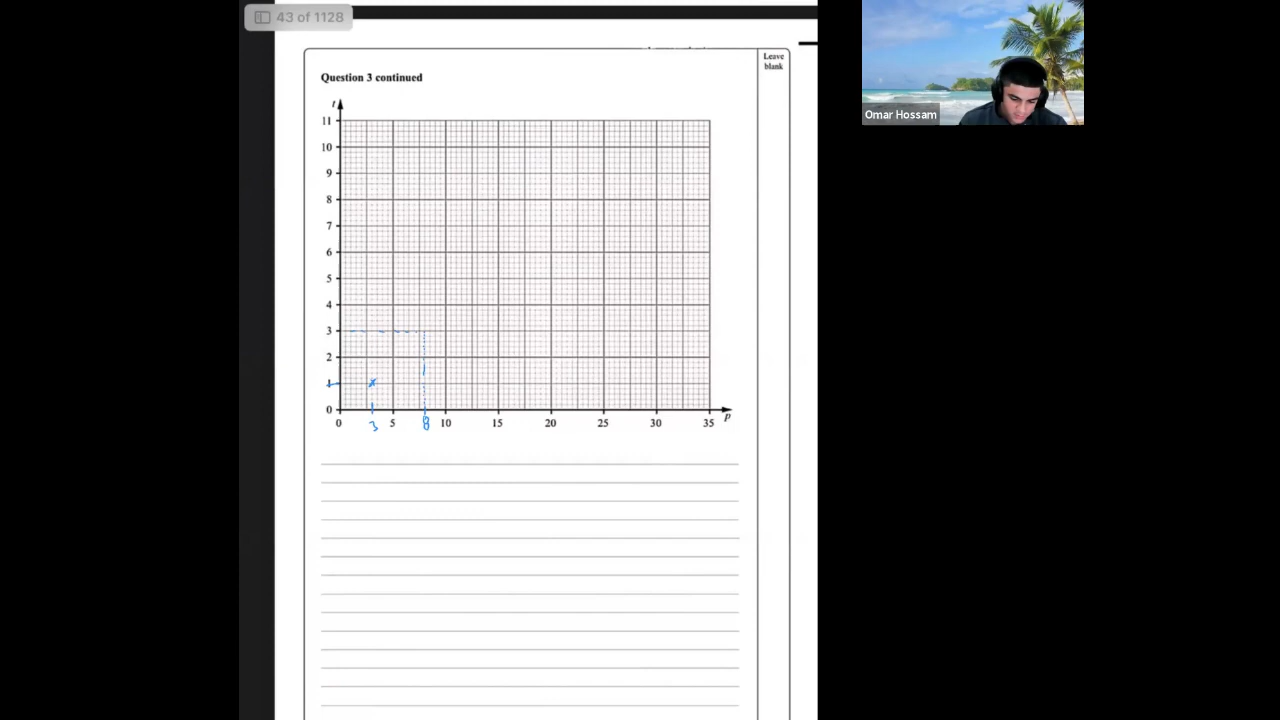 43 of 1128
Leave
blank
Question 3 continued
t
11
10
9
8
7
6
5
4
3
2
1
0
0 5 10 15 20 25 30 35
p
3 8
Omar Hossam